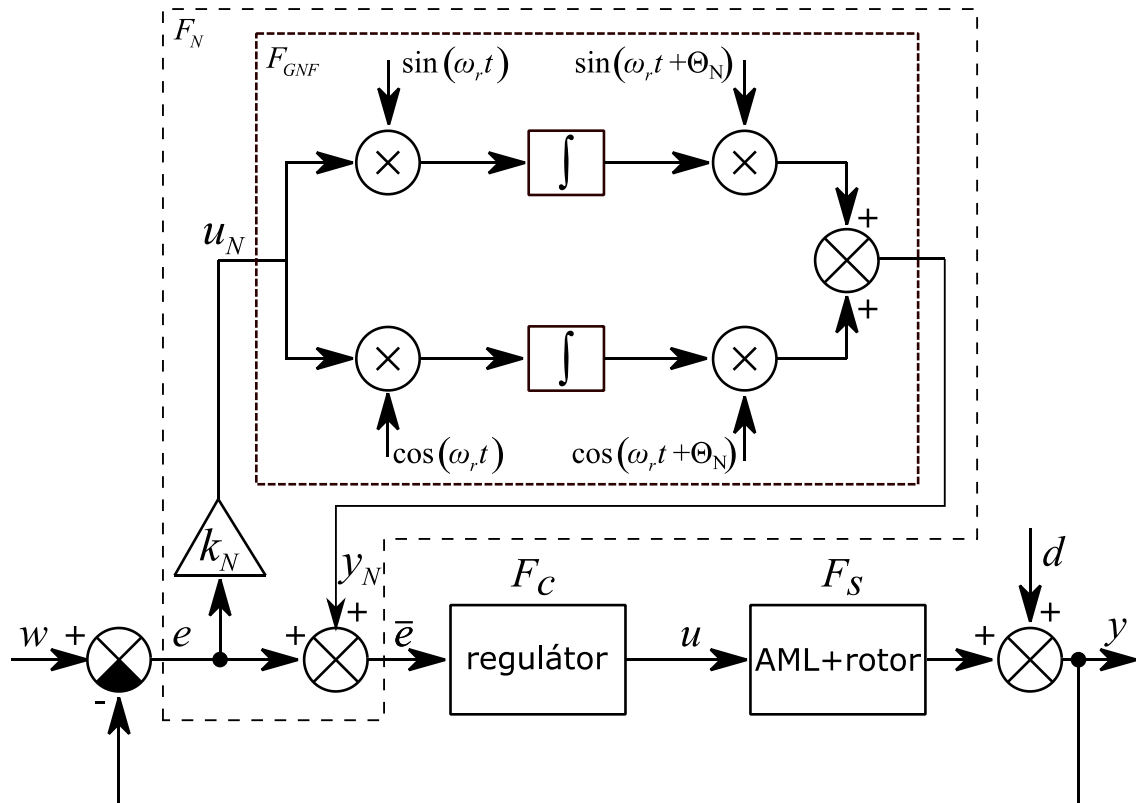 F_N
F_GNF
sin(ω_r t)
sin(ω_r t+Θ_N)
∫
+
u_N
+
∫
cos(ω_r t)
cos(ω_r t+Θ_N)
k_N
y_N
F_C
F_S
d
w
+
e
+
+
ē
regulátor
u
AML+rotor
+
+
y
-